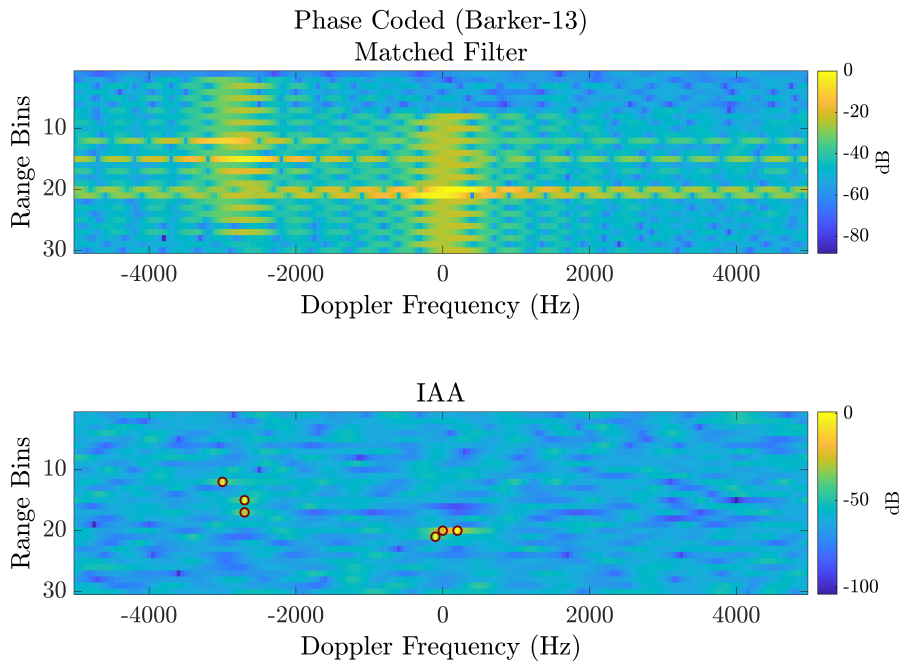 Phase Coded (Barker-13)
Matched Filter
Range Bins
10
20
30
-4000 -2000 0 2000 4000
Doppler Frequency (Hz)
0
-20
-40
-60
-80
dB
IAA
Range Bins
10
20
30
-4000 -2000 0 2000 4000
Doppler Frequency (Hz)
0
-50
-100
dB